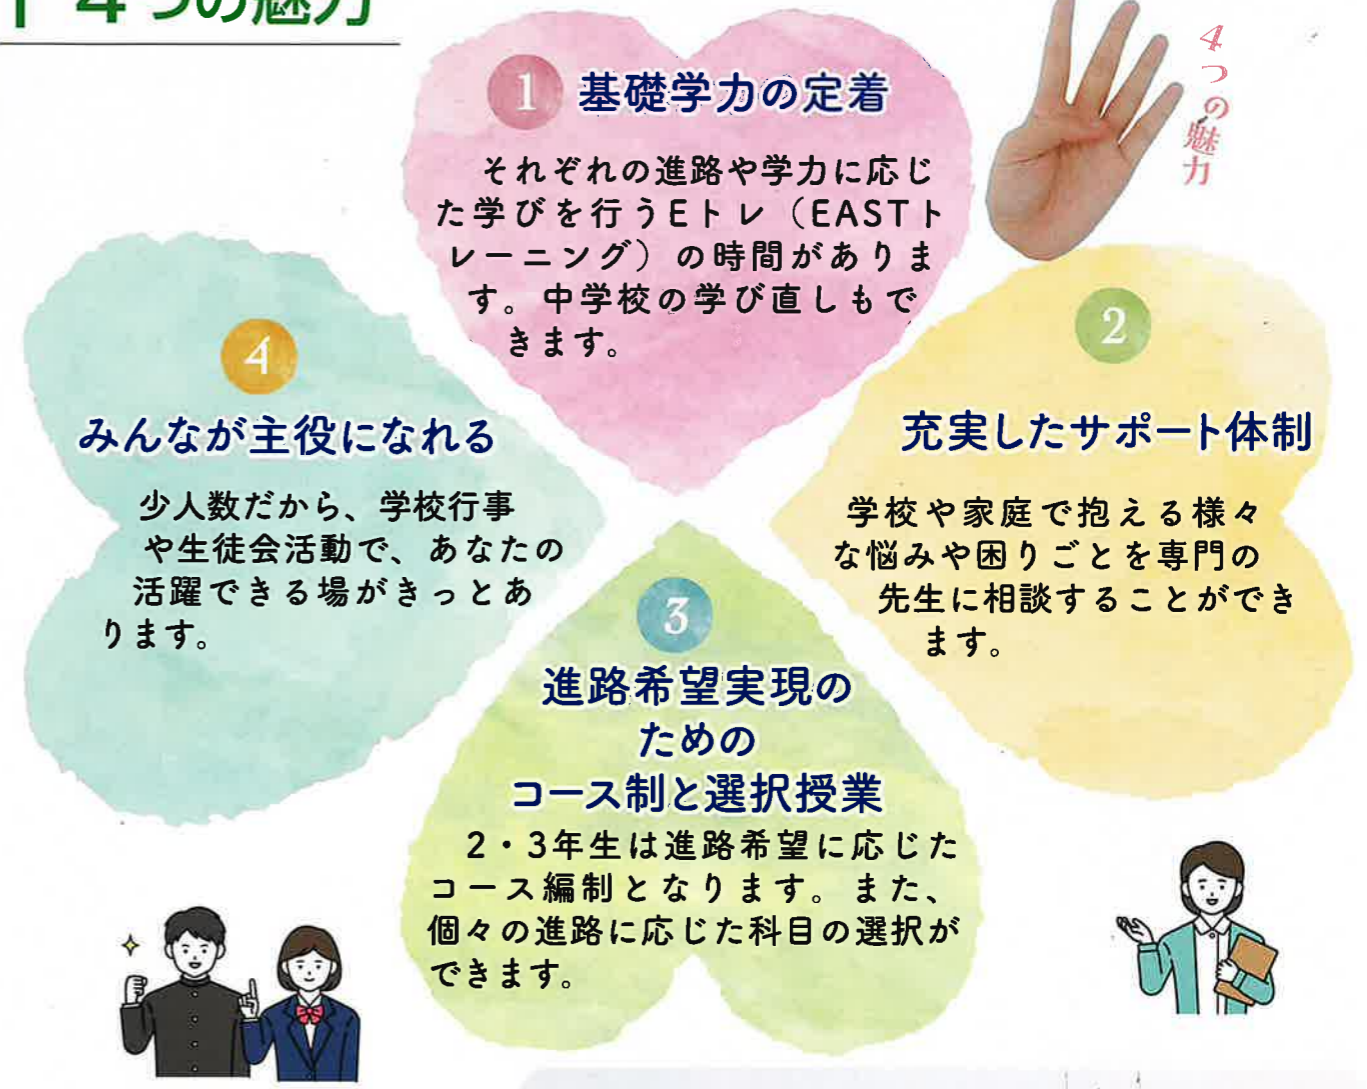 4つの魅力
4つの魅力
1 基礎学力の定着
それぞれの進路や学力に応じ
た学びを行うEトレ（EASTト
レーニング）の時間がありま
す。中学校の学び直しもで
きます。
2
充実したサポート体制
学校や家庭で抱える様々
な悩みや困りごとを専門の
先生に相談することができ
ます。
3
進路希望実現の
ための
コース制と選択授業
2・3年生は進路希望に応じた
コース編制となります。また、
個々の進路に応じた科目の選択が
できます。
4
みんなが主役になれる
少人数だから、学校行事
や生徒会活動で、あなたの
活躍できる場がきっとあ
ります。